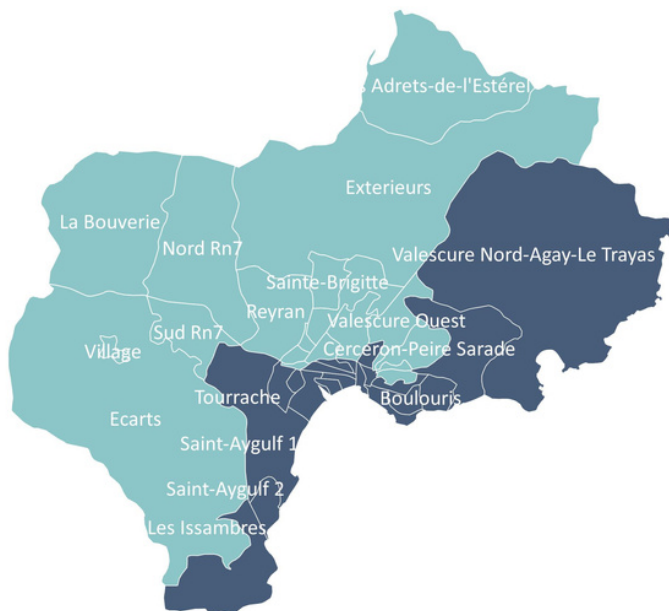 s Adrets-de-l'Estérel
Exterieurs
La Bouverie
Nord Rn7
Valescure Nord-Agay-Le Trayas
Sainte-Brigitte
Reyran
Valescure Ouest
Sud Rn7
Village
Cerceron-Peire Sarade
Tourrache
Boulouris
Ecarts
Saint-Aygulf 1
Saint-Aygulf 2
Les Issambres